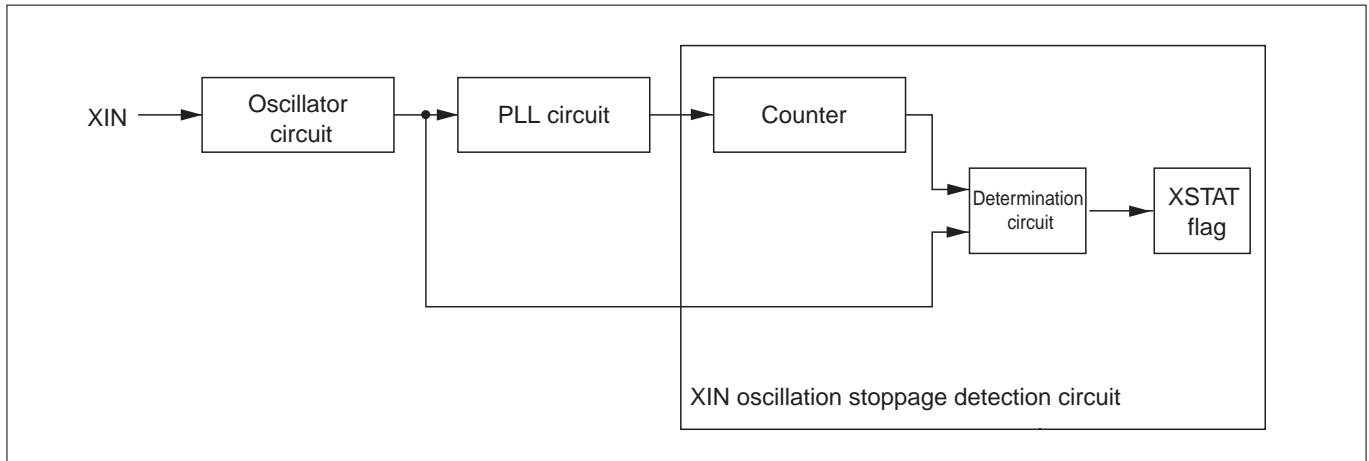 XIN
Oscillator
circuit
PLL circuit
Counter
Determination
circuit
XSTAT
flag
XIN oscillation stoppage detection circuit